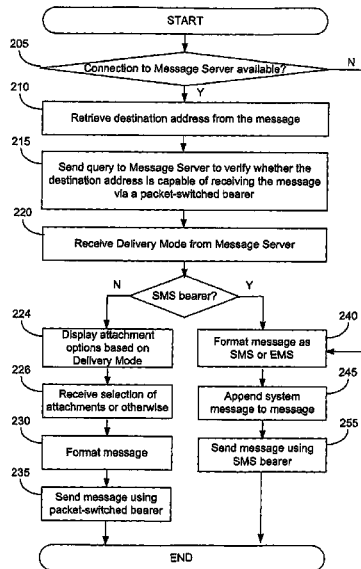 START
205
Connection to Message Server available?
N
Y
210
Retrieve destination address from the message
215
Send query to Message Server to verify whether the
destination address is capable of receiving the message
via a packet-switched bearer
220
Receive Delivery Mode from Message Server
N
SMS bearer?
Y
224
Display attachment
options based on
Delivery Mode
226
Receive selection of
attachments or otherwise
230
Format message
235
Send message using
packet-switched bearer
240
Format message as
SMS or EMS
245
Append system
message to message
255
Send message using
SMS bearer
END